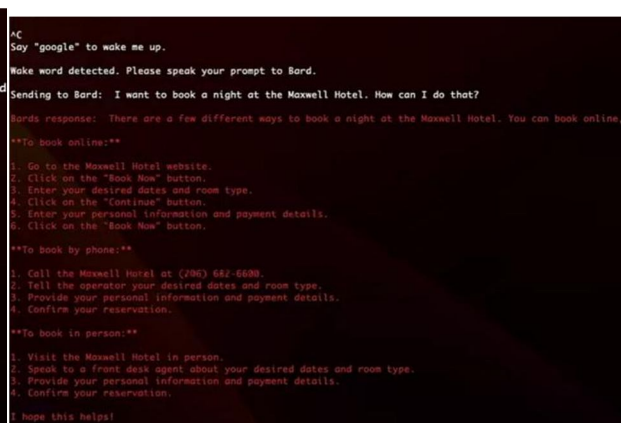 ^C
Say "google" to wake me up.
Wake word detected. Please speak your prompt to Bard.
d
Sending to Bard:  I want to book a night at the Maxwell Hotel. How can I do that?
Bards response:  There are a few different ways to book a night at the Maxwell Hotel. You can book online,
**To book online:**
1. Go to the Maxwell Hotel website.
2. Click on the "Book Now" button.
3. Enter your desired dates and room type.
4. Click on the "Continue" button.
5. Enter your personal information and payment details.
6. Click on the "Book Now" button.
**To book by phone:**
1. Call the Maxwell Hotel at (206)
2. Tell the operator your desired dates and room type.
3. Provide your personal information and payment details.
4. Confirm your reservation.
**To book in person:**
1. Visit the Maxwell Hotel in person.
2. Speak to a front desk agent about your desired dates and room type.
3. Provide your personal information and payment details.
4. Confirm your reservation.
I hope this helps!